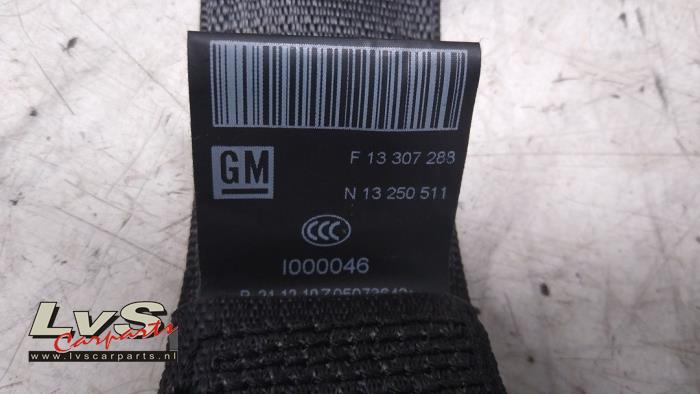 GM
F 13 307 288
N 13 250 511
CCC
I000046
LvS
Carparts
www.lvscarparts.nl